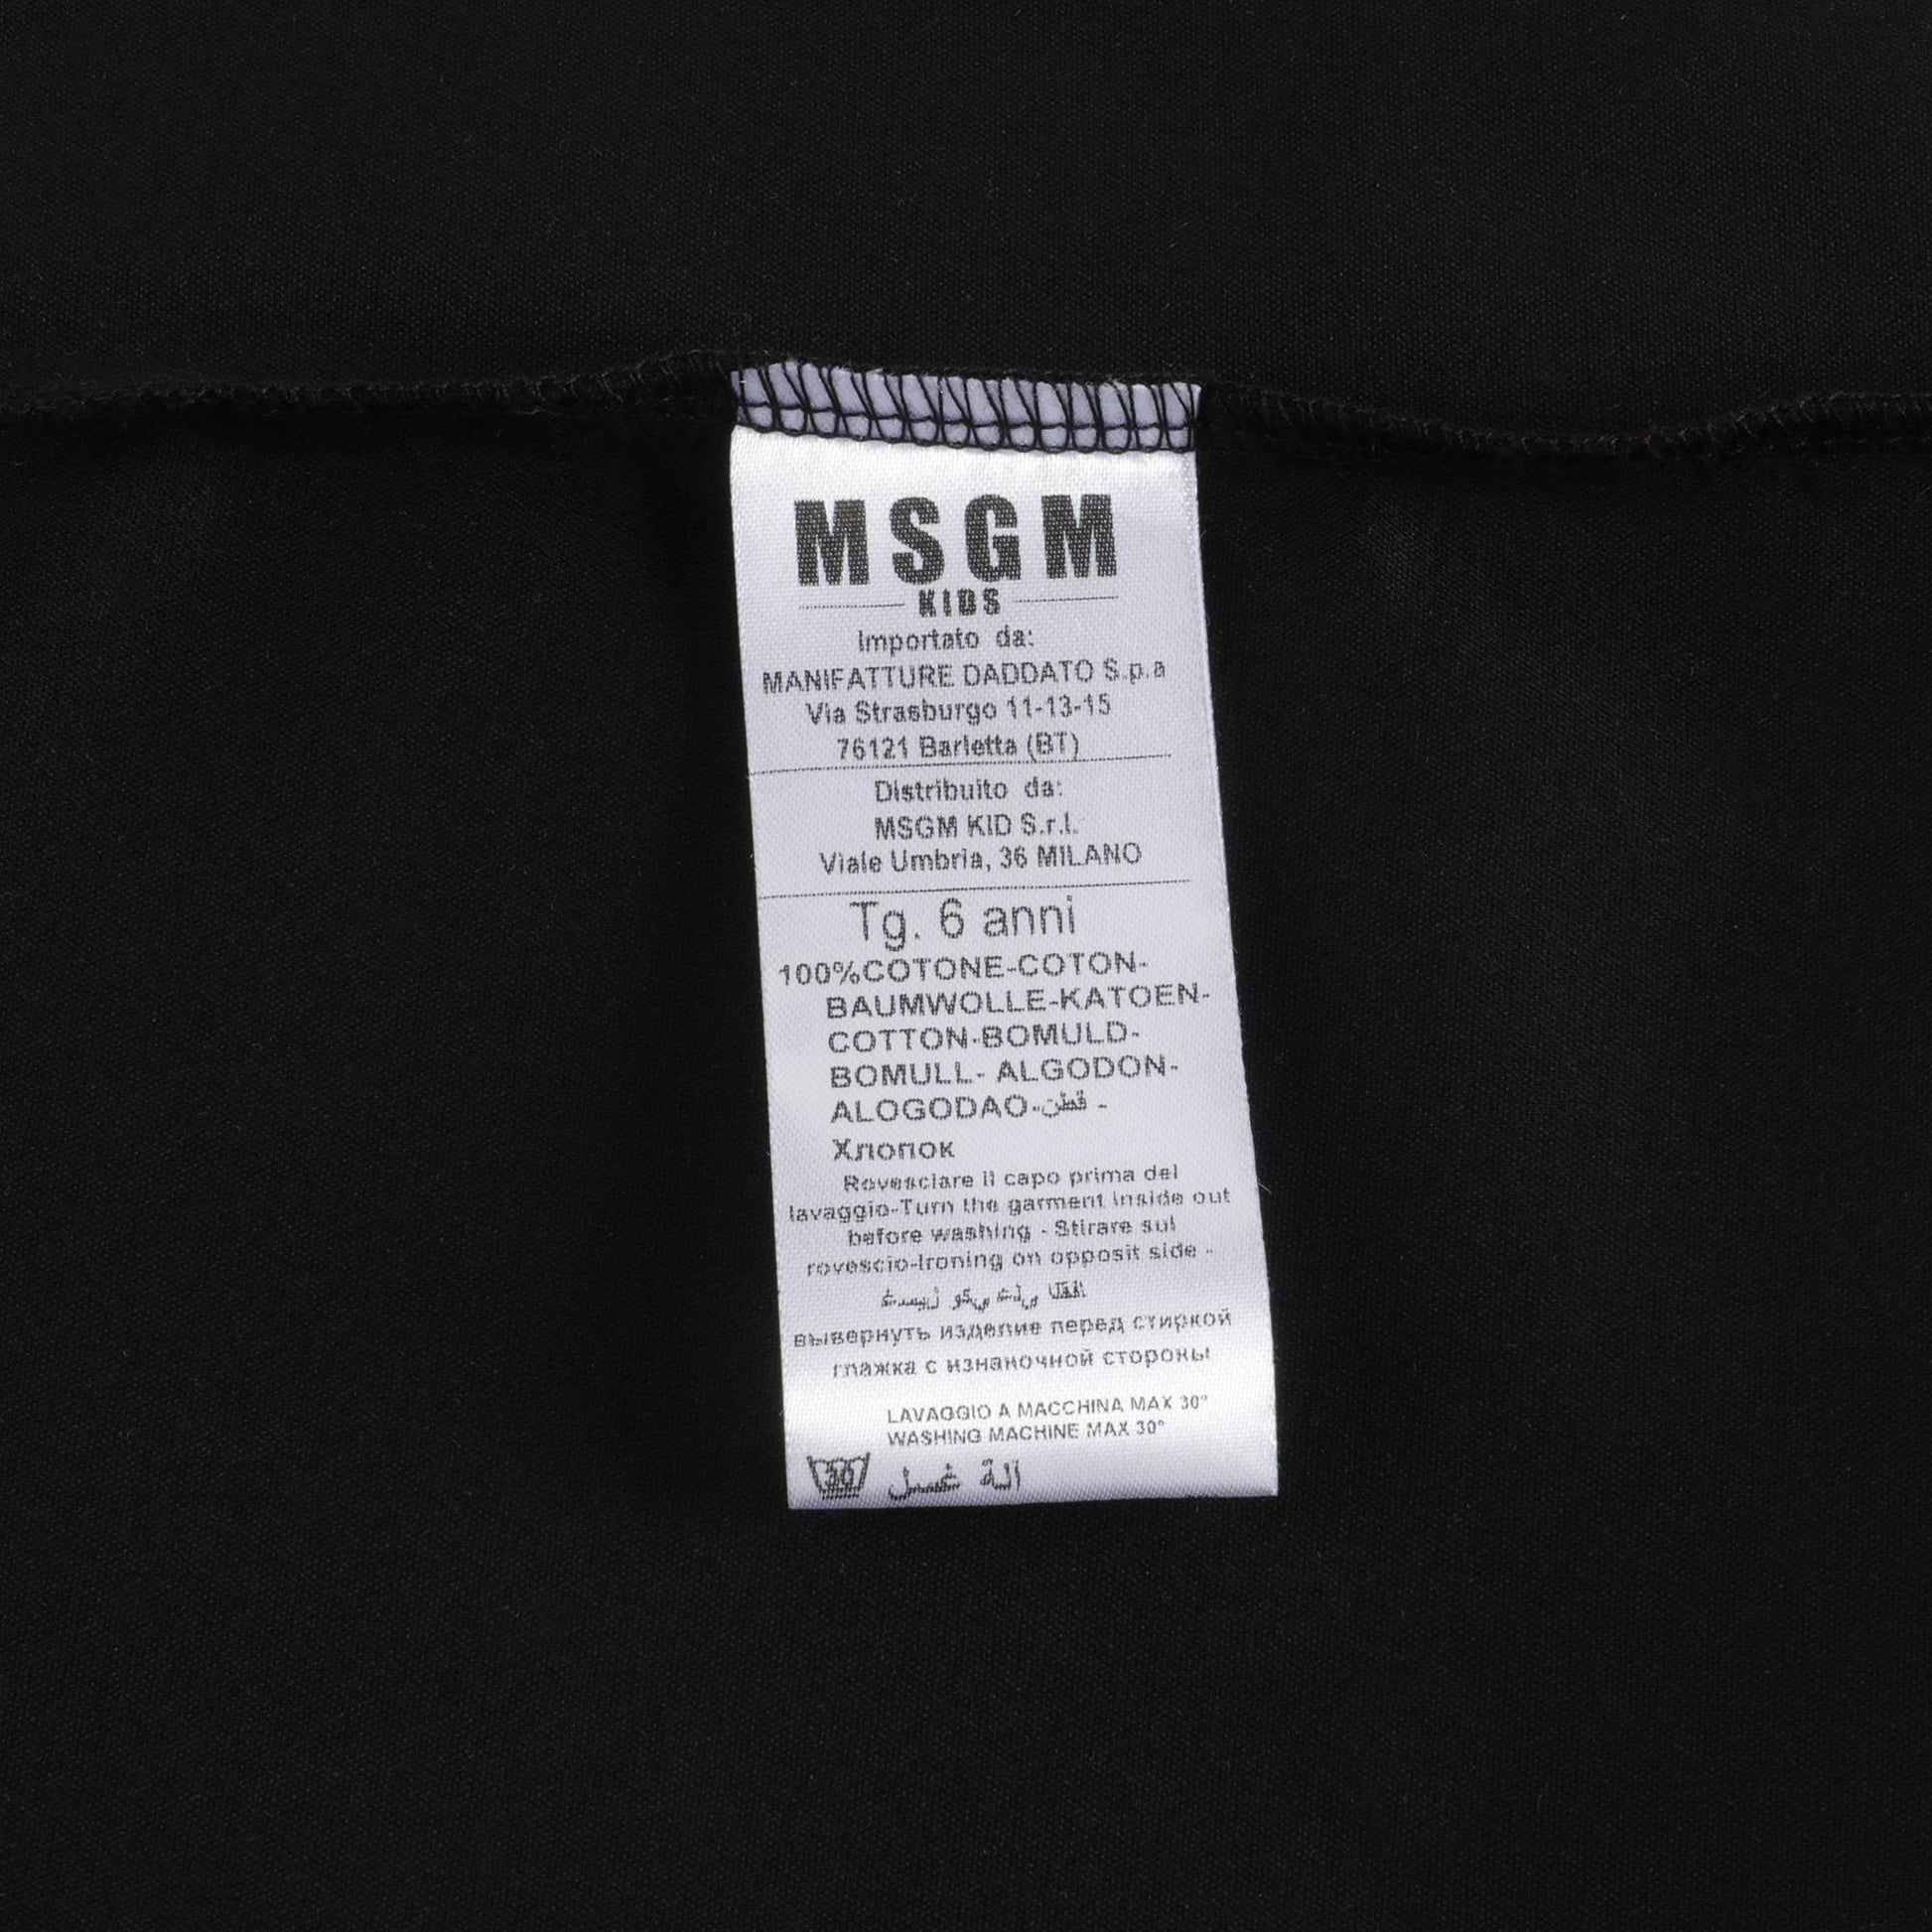 MSGM
KIDS
Importato da:
MANIFATTURE DADDATO S.p.a
Via Strasburgo 11-13-15
76121 Barletta (BT)
Distribuito da:
MSGM KID S.r.l.
Viale Umbria, 36 MILANO
Tg. 6 anni
100%COTONE-COTON-
BAUMWOLLE-KATOEN-
COTTON-BOMULD-
BOMULL- ALGODON-
ALOGODAO-قطن -
Хлопок
Rovesciare il capo prima del
lavaggio-Turn the garment inside out
before washing - Stirare sul
rovescio-Ironing on opposit side -
вывернуть изделие перед стиркой
глажка с изнаночной стороны
LAVAGGIO A MACCHINA MAX 30°
WASHING MACHINE MAX 30°
30 آلة غسل